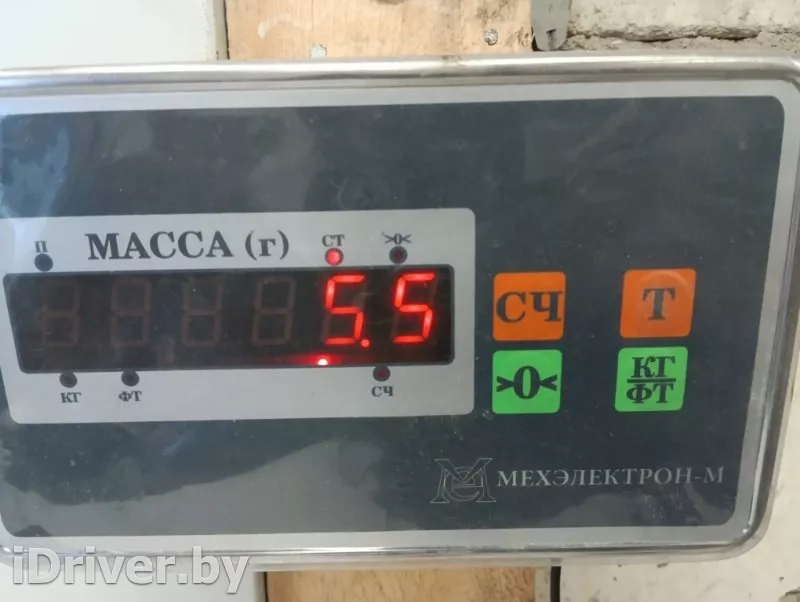 П МАССА (г) СТ >0<
5.5
КГ ФТ СЧ
СЧ Т
>0< КГ/ФТ
МЕХЭЛЕКТРОН-М
iDriver.by